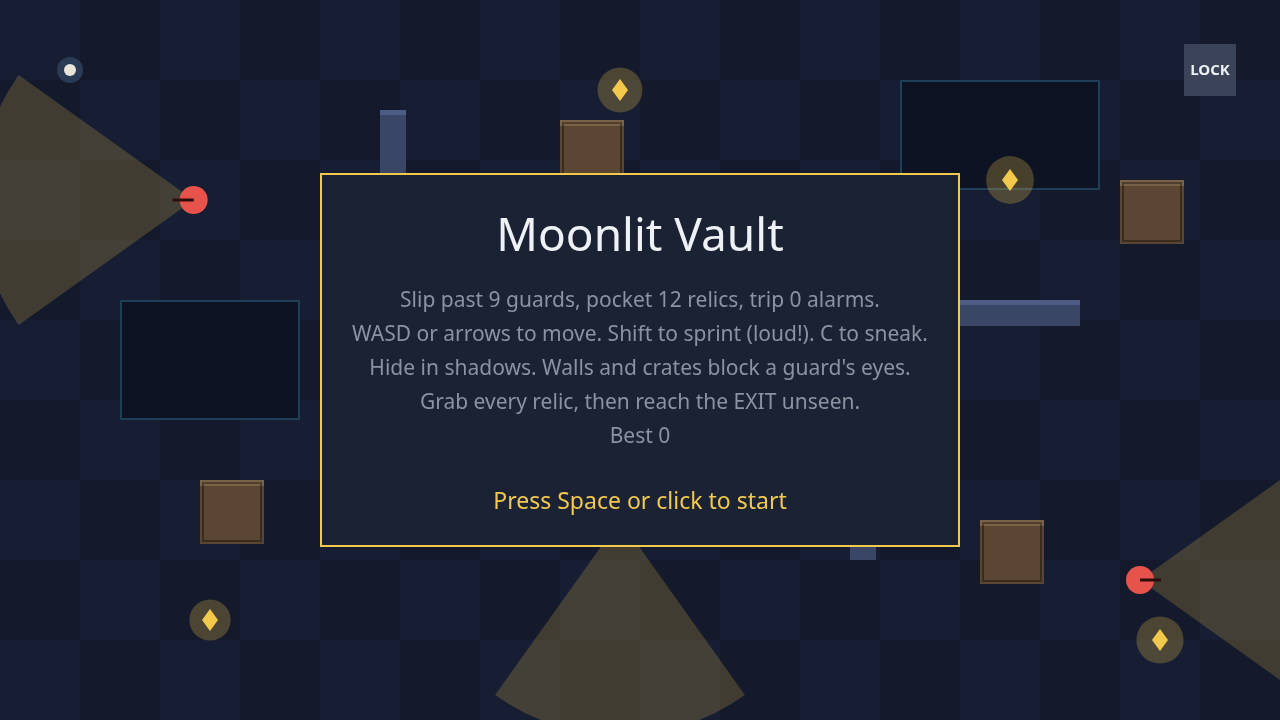 LOCK
Moonlit Vault
Slip past 9 guards, pocket 12 relics, trip 0 alarms.
WASD or arrows to move. Shift to sprint (loud!). C to sneak.
Hide in shadows. Walls and crates block a guard's eyes.
Grab every relic, then reach the EXIT unseen.
Best 0
Press Space or click to start